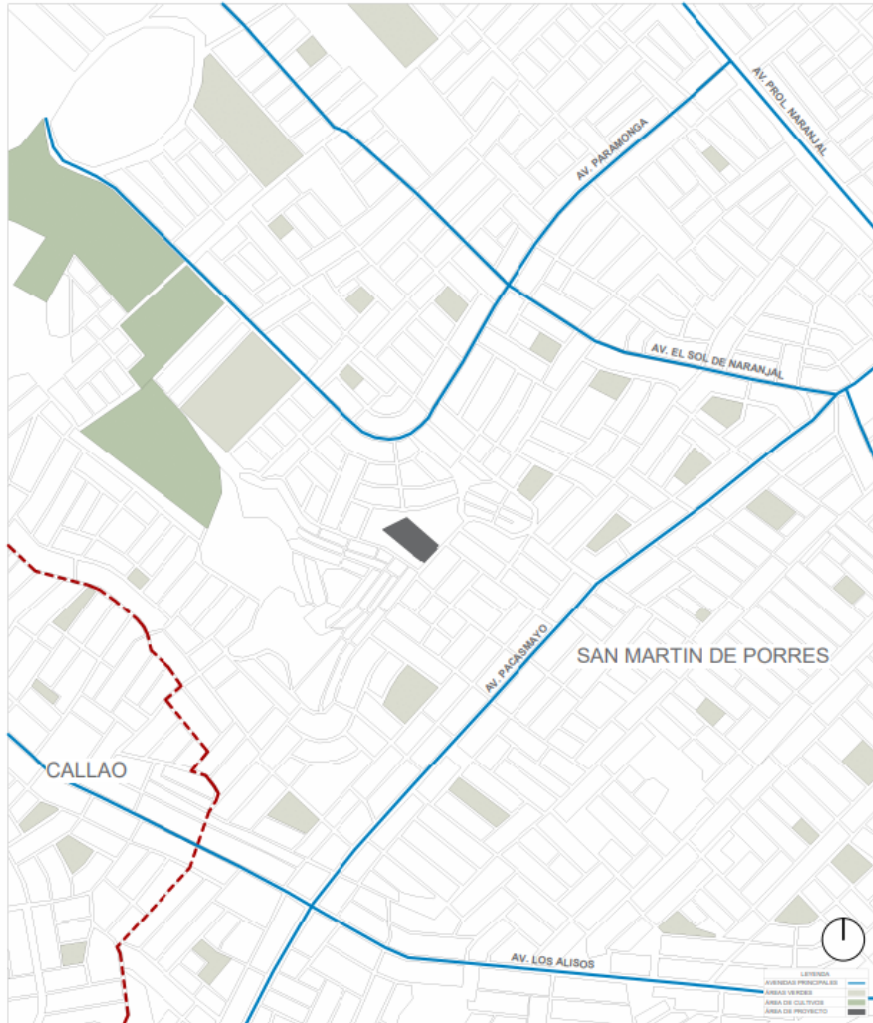 AV. PROL. NARANJAL
AV. PARAMONGA
AV. EL SOL DE NARANJAL
AV. PACASMAYO
SAN MARTIN DE PORRES
CALLAO
AV. LOS ALISOS
LEYENDA
AVENIDAS PRINCIPALES
ÁREAS VERDES
ÁREA DE CULTIVOS
ÁREA DE PROYECTO